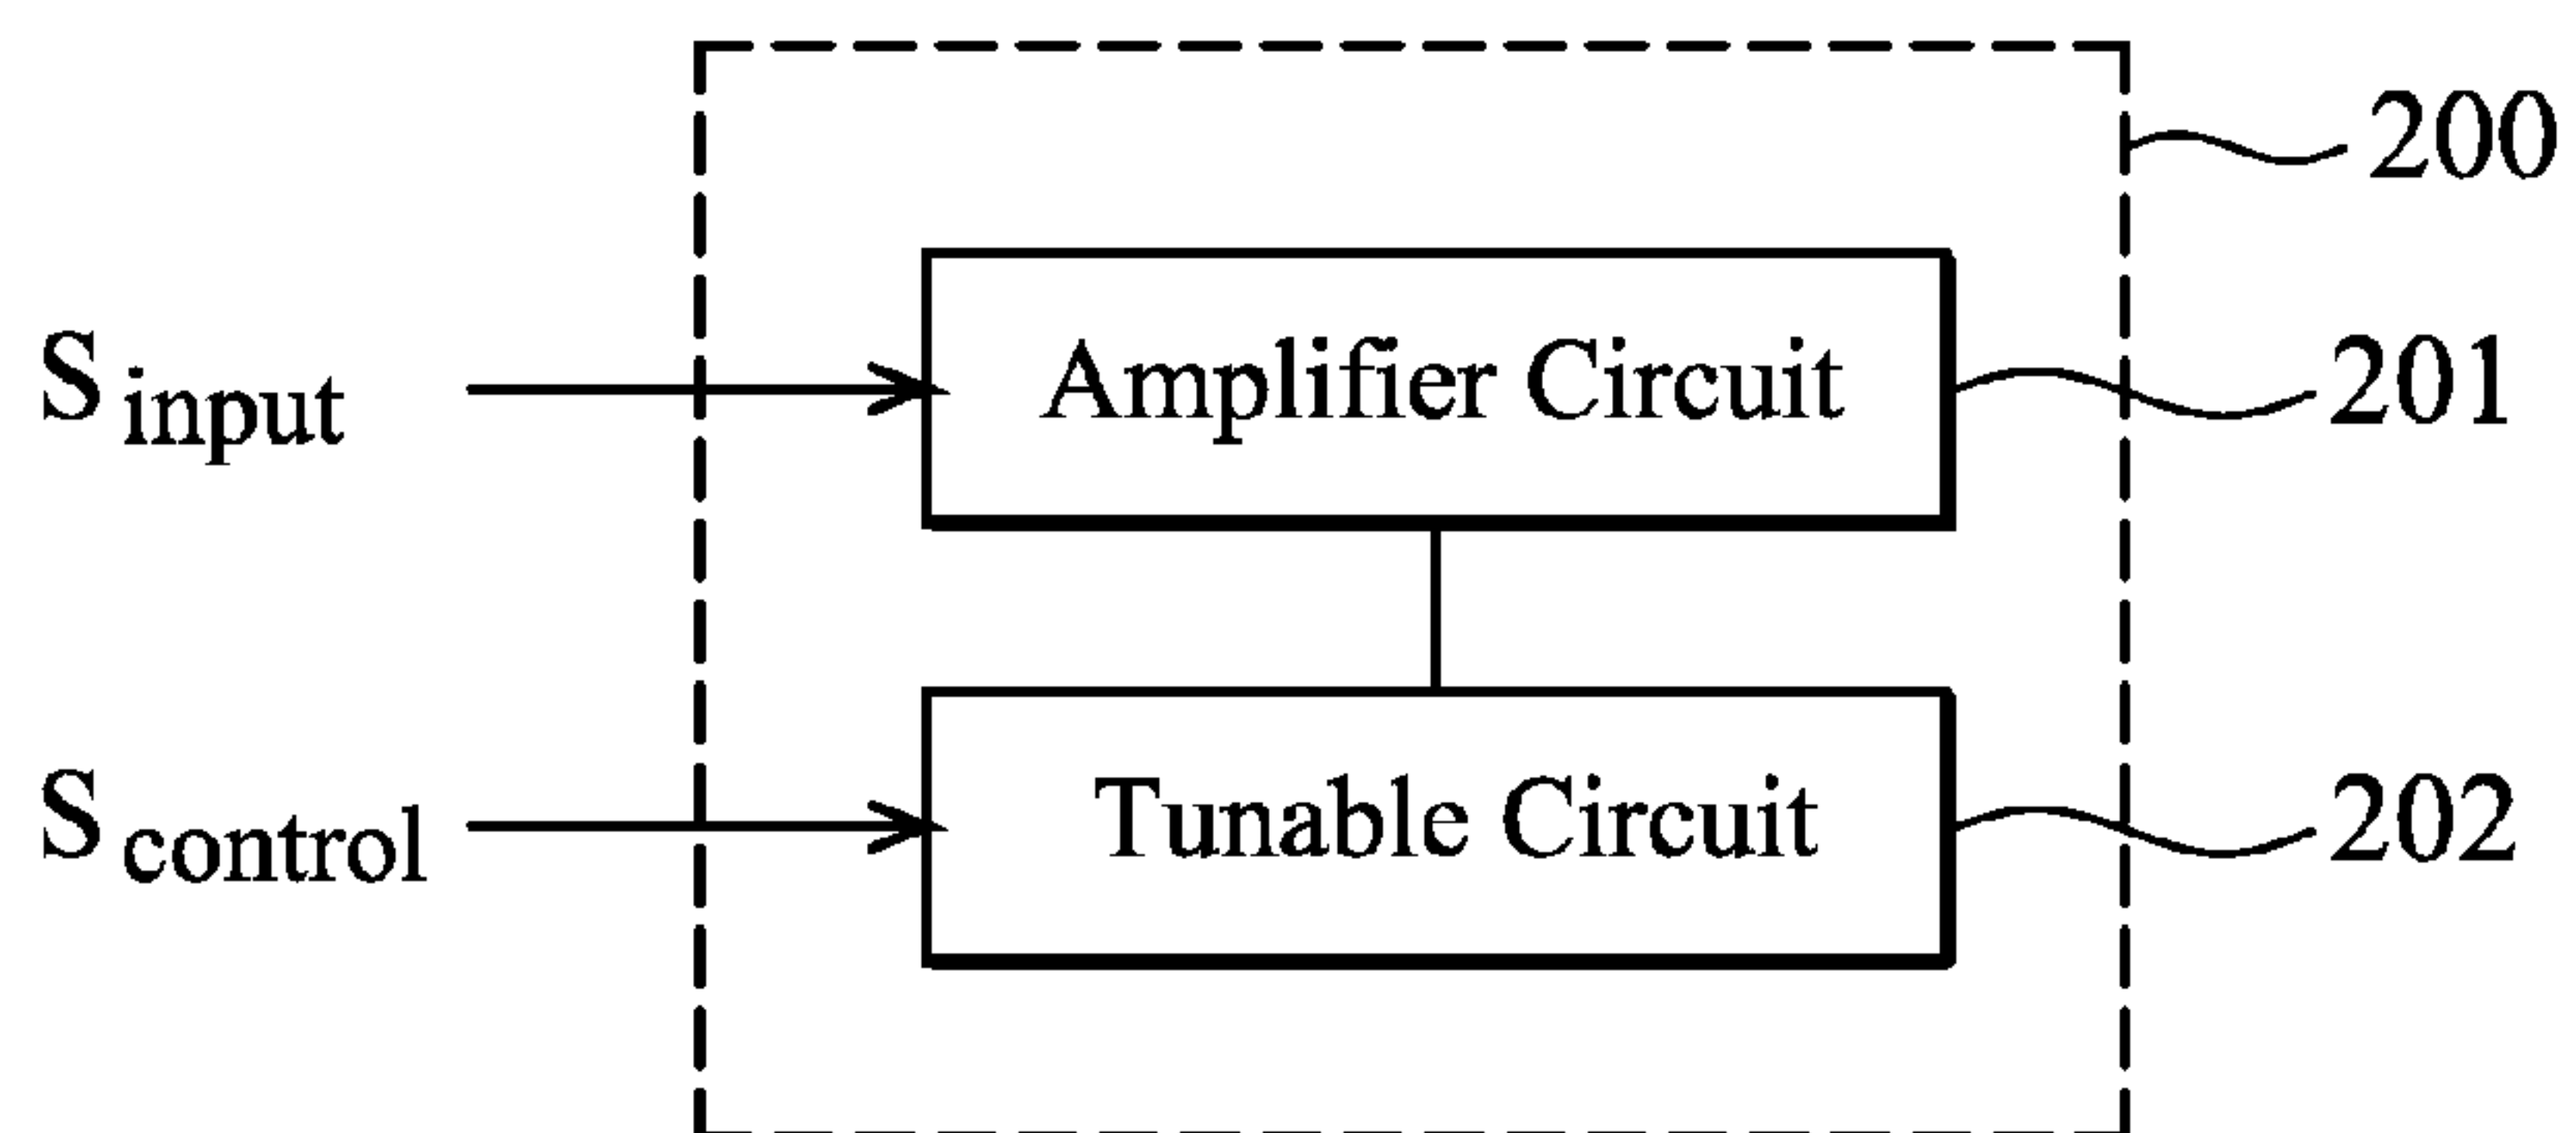 200
S input
Amplifier Circuit
201
S control
Tunable Circuit
202